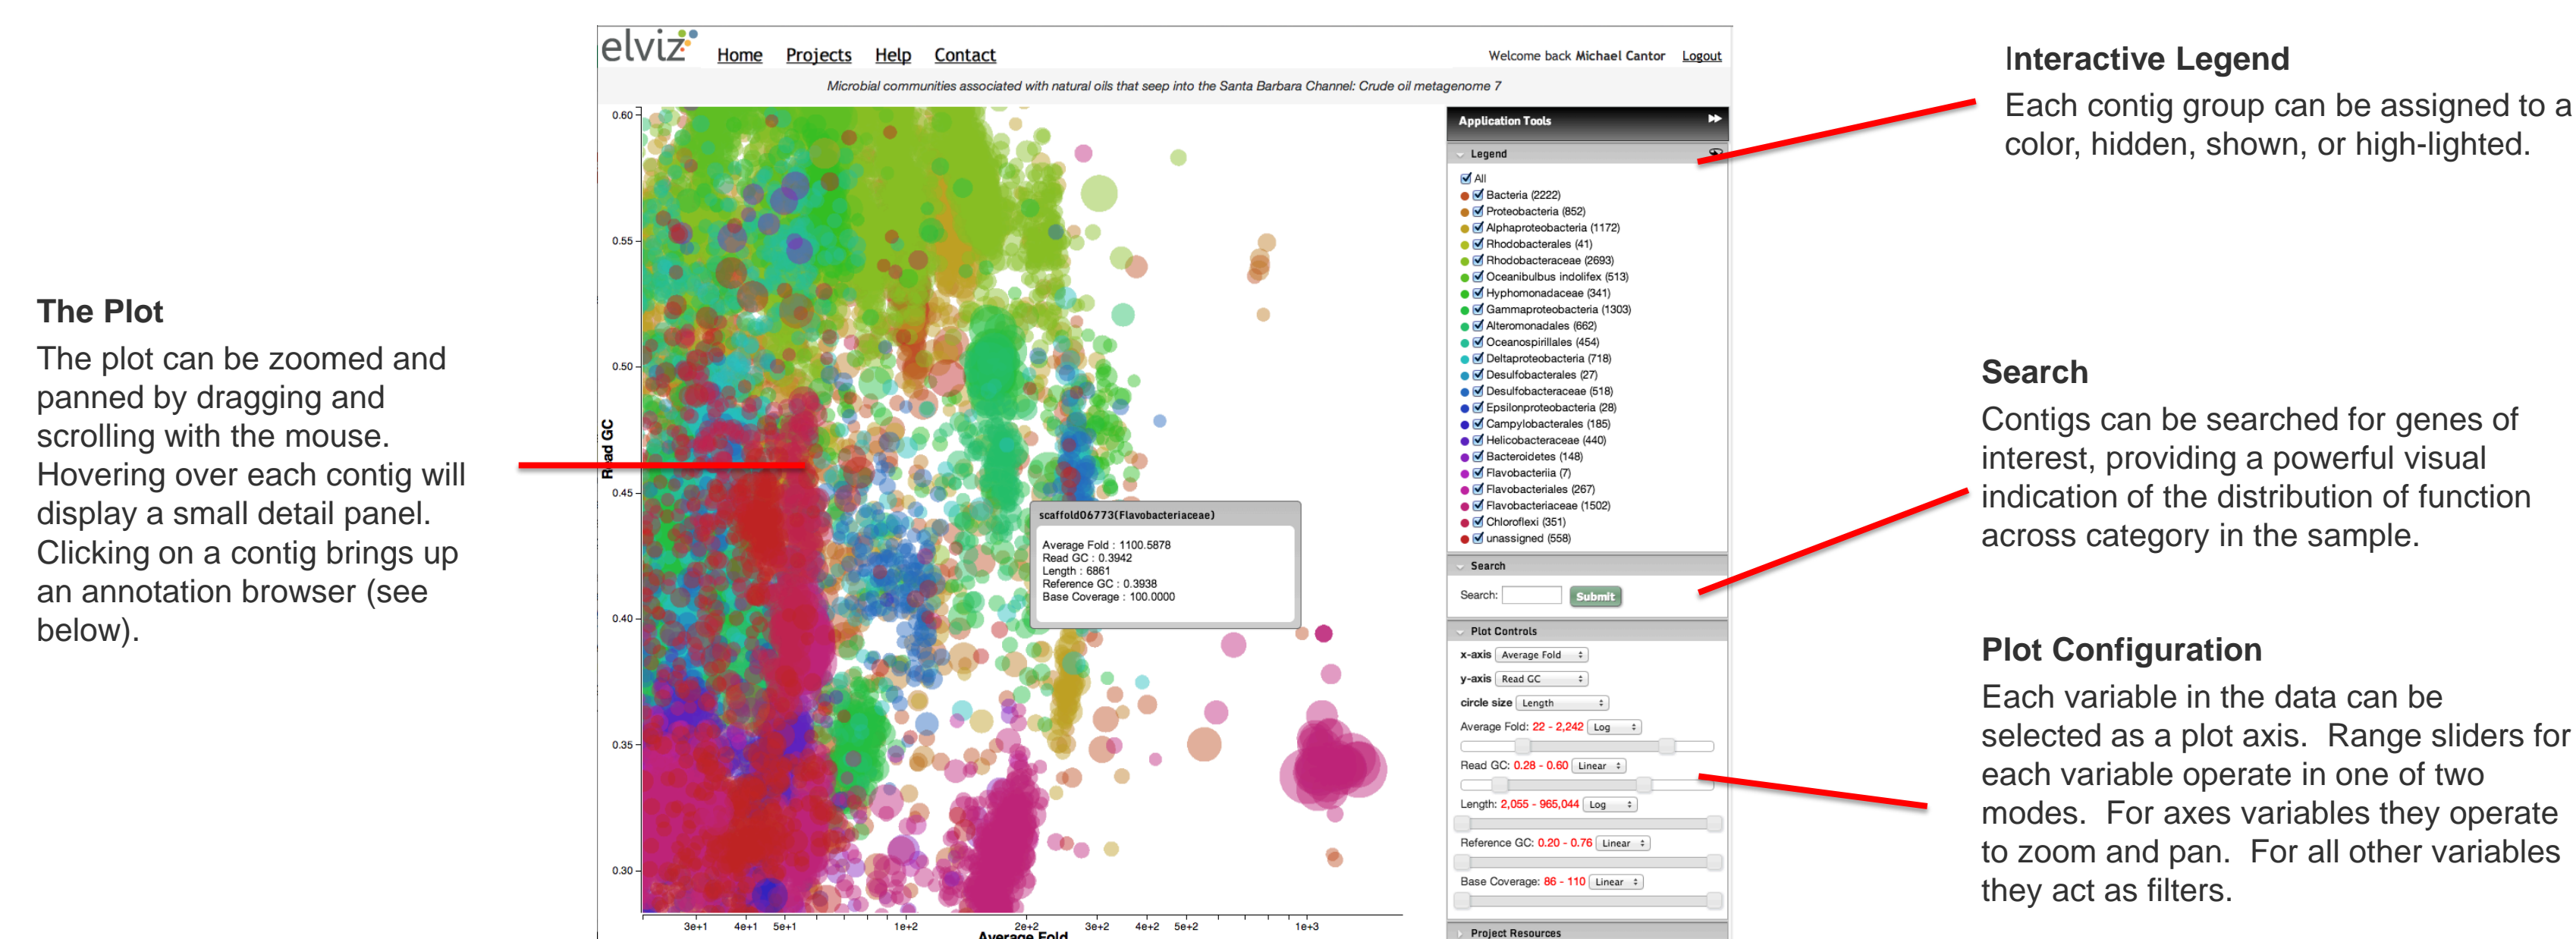 The Plot
The plot can be zoomed and
panned by dragging and
scrolling with the mouse.
Hovering over each contig will
display a small detail panel.
Clicking on a contig brings up
an annotation browser (see
below).
elviz
Home Projects Help Contact
Welcome back Michael Cantor Logout
Microbial communities associated with natural oils that seep into the Santa Barbara Channel: Crude oil metagenome 7
0.60
0.55
0.50
0.45
0.40
0.35
0.30
Read GC
scaffold06773(Flavobacteriaceae)
Average Fold : 1100.5878
Read GC : 0.3942
Length : 6861
Reference GC : 0.3938
Base Coverage : 100.0000
3e+1 4e+1 5e+1 1e+2 2e+2 3e+2 4e+2 5e+2 1e+3
Average Fold
Application Tools
Legend
All
Bacteria (2222)
Proteobacteria (852)
Alphaproteobacteria (1172)
Rhodobacterales (41)
Rhodobacteraceae (2693)
Oceanibulbus indolifex (513)
Hyphomonadaceae (341)
Gammaproteobacteria (1303)
Alteromonadales (662)
Oceanospirillales (454)
Deltaproteobacteria (718)
Desulfobacterales (27)
Desulfobacteraceae (518)
Epsilonproteobacteria (28)
Campylobacterales (185)
Helicobacteraceae (440)
Bacteroidetes (148)
Flavobacteriia (7)
Flavobacteriales (267)
Flavobacteriaceae (1502)
Chloroflexi (351)
unassigned (558)
Search
Search: Submit
Plot Controls
x-axis Average Fold
y-axis Read GC
circle size Length
Average Fold: 22 - 2,242 Log
Read GC: 0.28 - 0.60 Linear
Length: 2,055 - 965,044 Log
Reference GC: 0.20 - 0.76 Linear
Base Coverage: 86 - 110 Linear
Project Resources
Interactive Legend
Each contig group can be assigned to a
color, hidden, shown, or high-lighted.
Search
Contigs can be searched for genes of
interest, providing a powerful visual
indication of the distribution of function
across category in the sample.
Plot Configuration
Each variable in the data can be
selected as a plot axis. Range sliders for
each variable operate in one of two
modes. For axes variables they operate
to zoom and pan. For all other variables
they act as filters.